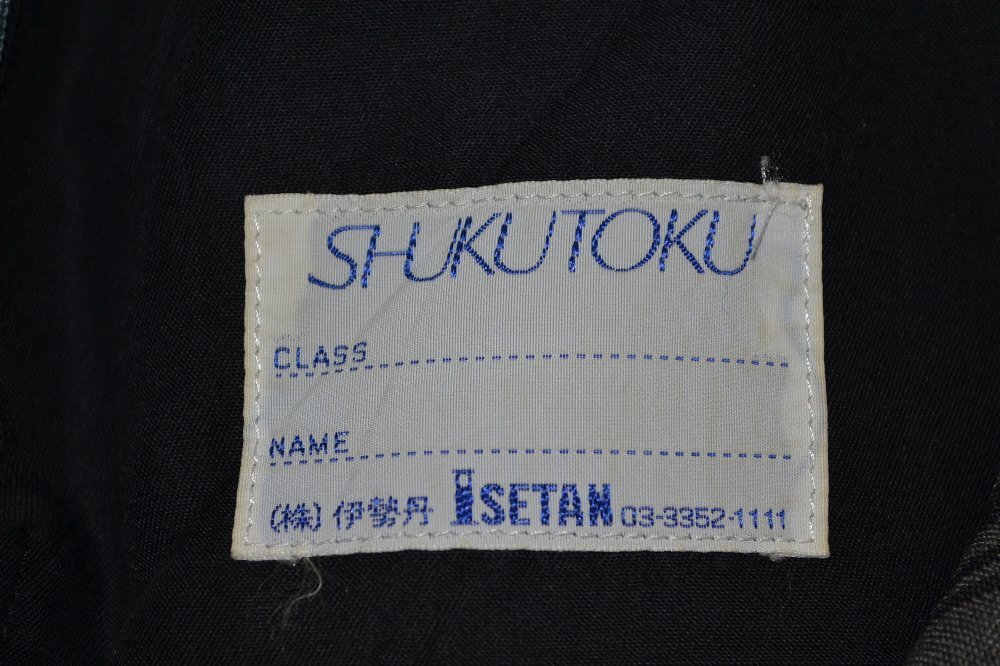 SHUKUTOKU
CLASS
NAME
(株)伊勢丹 ISETAN 03-3352-1111